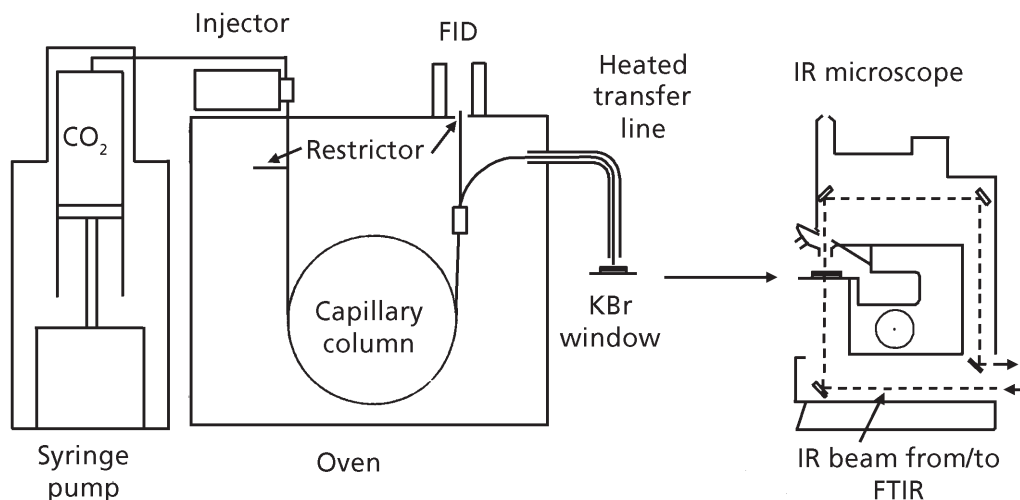 Injector
FID
Heated
transfer
line
IR microscope
CO2
Restrictor
Capillary
column
KBr
window
Syringe
pump
Oven
IR beam from/to
FTIR